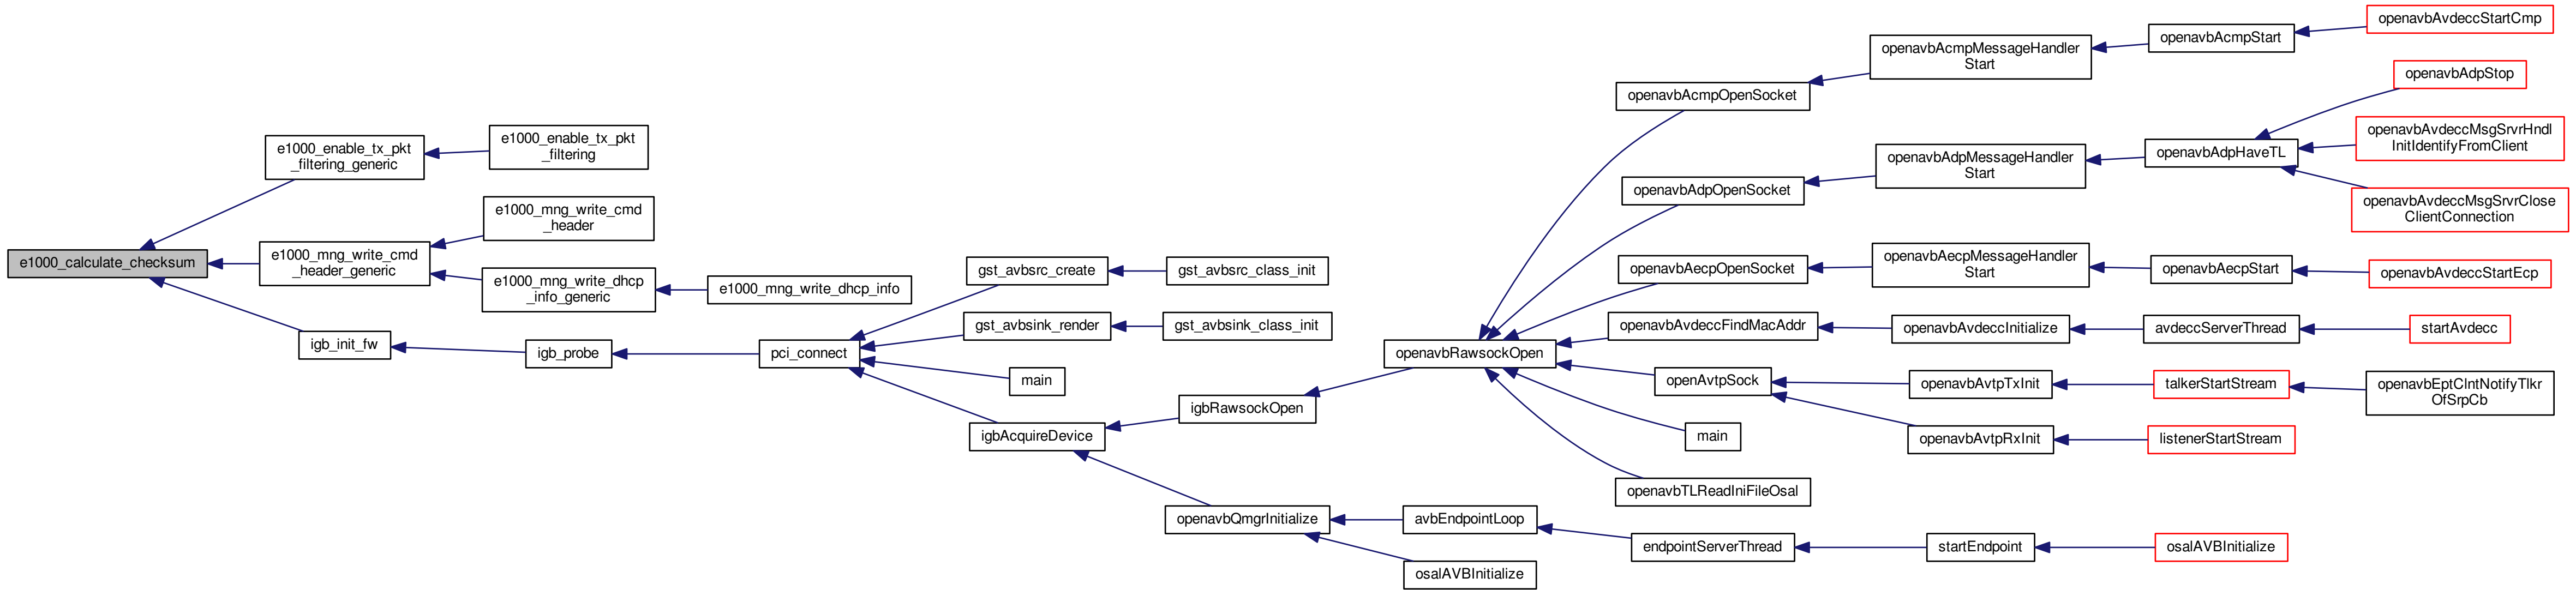 e1000_calculate_checksum
e1000_enable_tx_pkt
_filtering_generic
e1000_enable_tx_pkt
_filtering
e1000_mng_write_cmd
_header_generic
e1000_mng_write_cmd
_header
e1000_mng_write_dhcp
_info_generic
e1000_mng_write_dhcp_info
igb_init_fw
igb_probe
pci_connect
gst_avbsrc_create
gst_avbsrc_class_init
gst_avbsink_render
gst_avbsink_class_init
main
igbAcquireDevice
igbRawsockOpen
openavbRawsockOpen
openavbAcmpOpenSocket
openavbAcmpMessageHandler
Start
openavbAcmpStart
openavbAvdeccStartCmp
openavbAdpOpenSocket
openavbAdpMessageHandler
Start
openavbAdpHaveTL
openavbAdpStop
openavbAvdeccMsgSrvrHndl
InitIdentifyFromClient
openavbAvdeccMsgSrvrClose
ClientConnection
openavbAecpOpenSocket
openavbAecpMessageHandler
Start
openavbAecpStart
openavbAvdeccStartEcp
openavbAvdeccFindMacAddr
openavbAvdeccInitialize
avdeccServerThread
startAvdecc
openAvtpSock
openavbAvtpTxInit
talkerStartStream
openavbEptClntNotifyTlkr
OfSrpCb
openavbAvtpRxInit
listenerStartStream
main
openavbTLReadIniFileOsal
openavbQmgrInitialize
avbEndpointLoop
endpointServerThread
startEndpoint
osalAVBInitialize
osalAVBInitialize